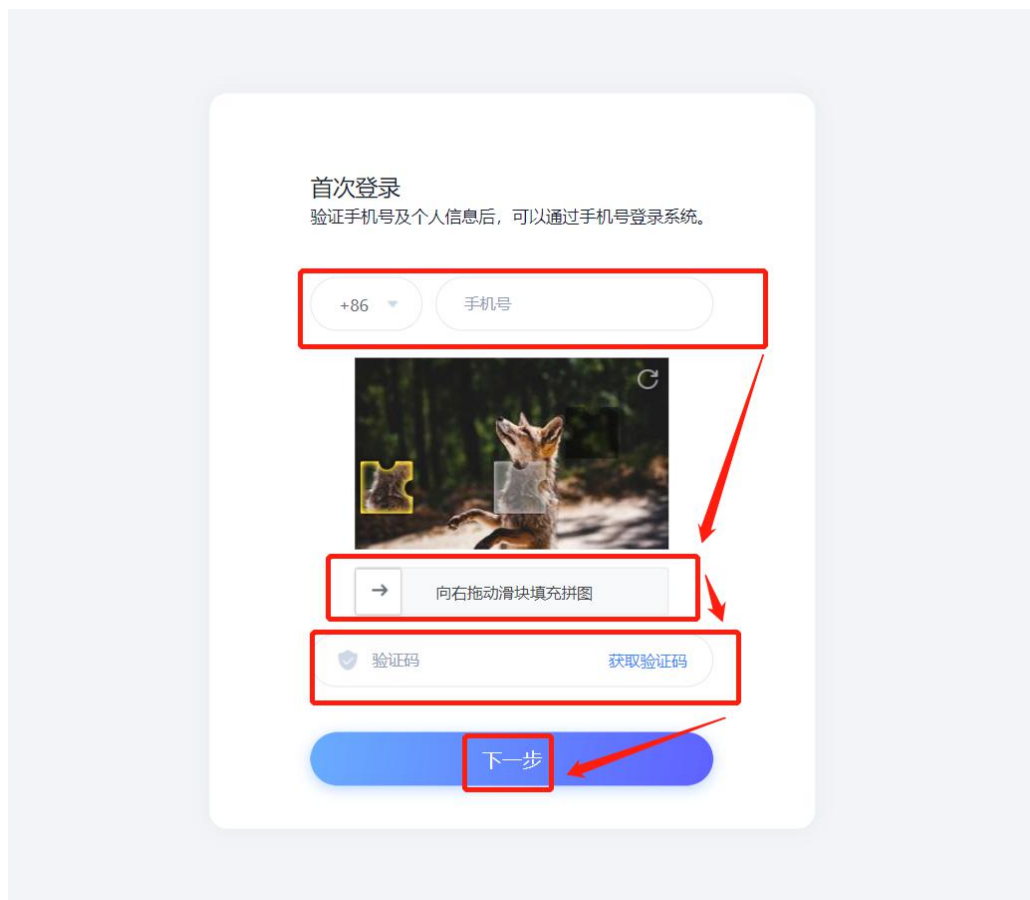 首次登录
验证手机号及个人信息后，可以通过手机号登录系统。
+86 手机号
向右拖动滑块填充拼图
验证码 获取验证码
下一步